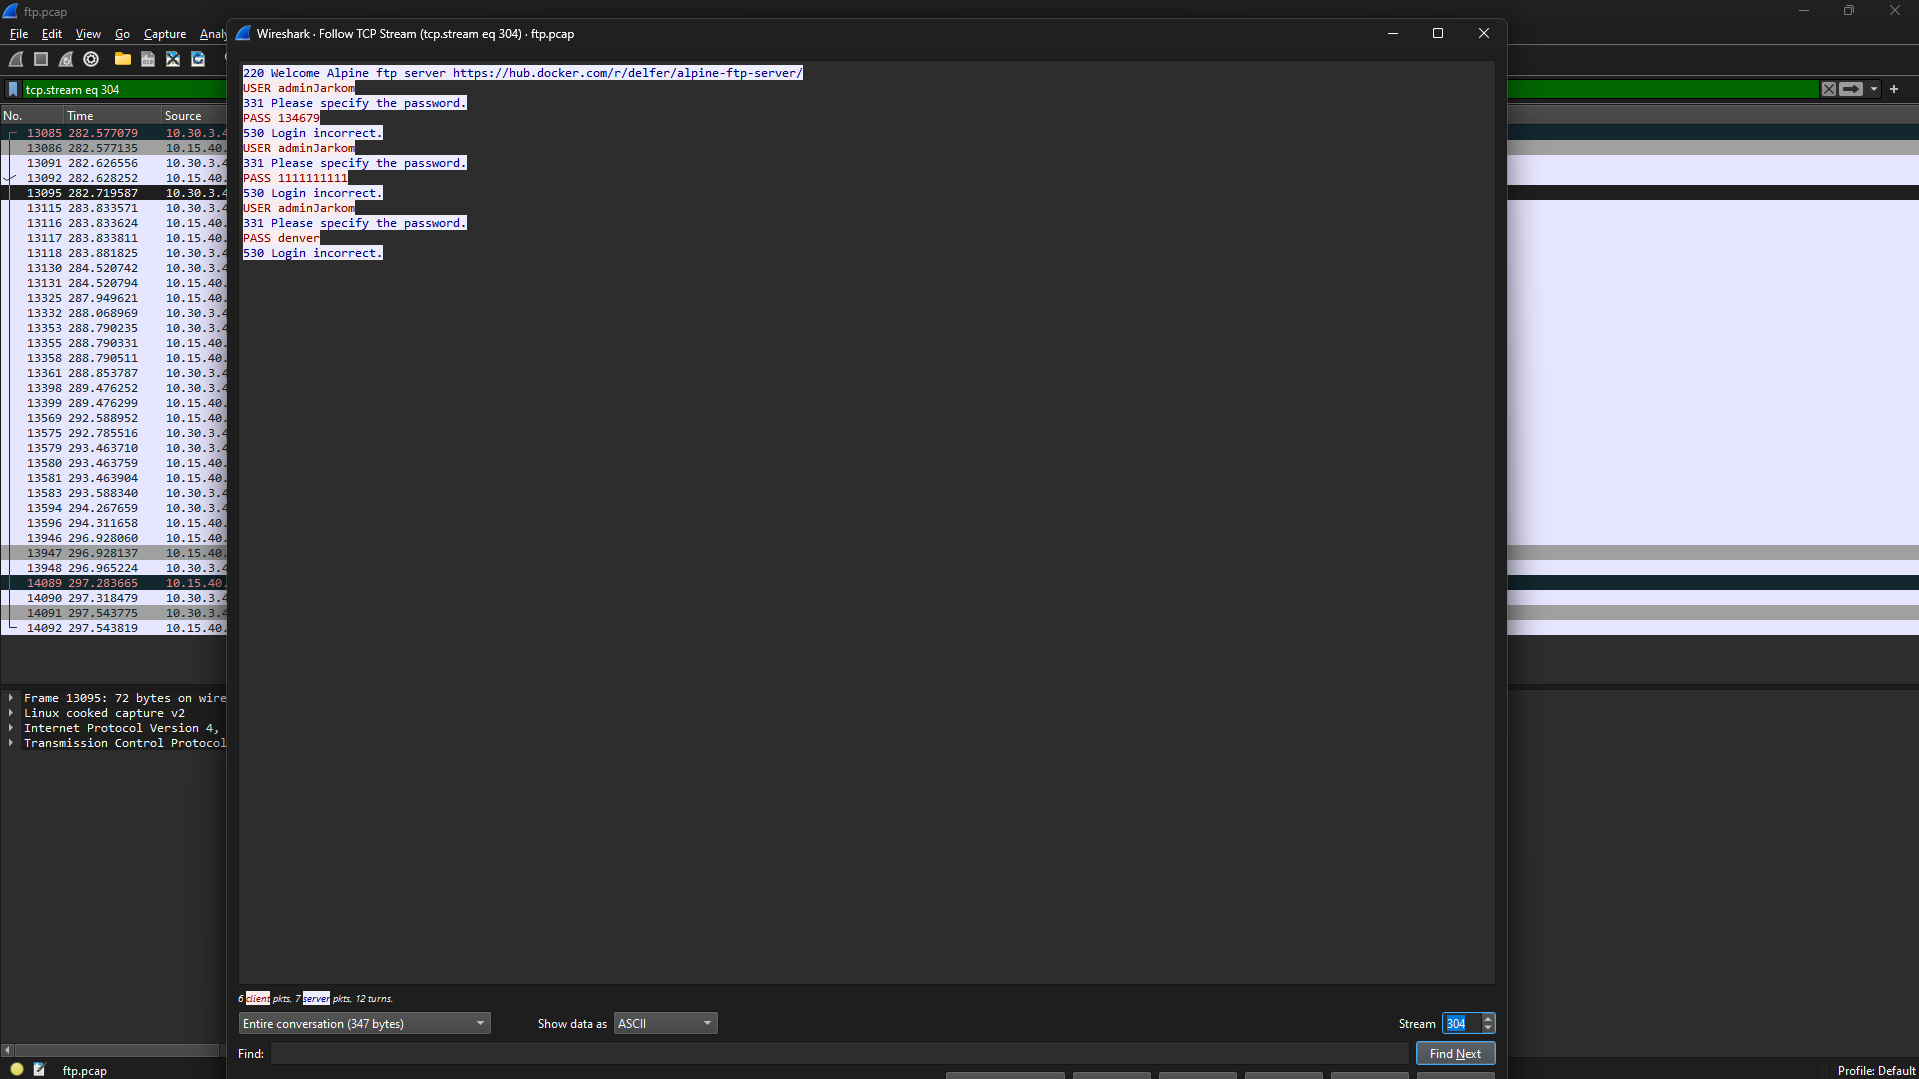 ftp.pcap
File Edit View Go Capture
Wireshark · Follow TCP Stream (tcp.stream eq 304) · ftp.pcap
tcp.stream eq 304
No. Time Source
13085 282.577079 10.30.3.4
13086 282.577135 10.15.40.
13091 282.626556 10.30.3.4
13092 282.628252 10.15.40.
13095 282.719587 10.30.3.4
13115 283.833571 10.30.3.4
13116 283.833624 10.15.40.
13117 283.833811 10.15.40.
13118 283.881825 10.30.3.4
13130 284.520742 10.30.3.4
13131 284.520794 10.15.40.
13325 287.949621 10.15.40.
13332 288.068969 10.30.3.4
13353 288.790235 10.30.3.4
13355 288.790331 10.15.40.
13358 288.790511 10.15.40.
13361 288.853787 10.30.3.4
13398 289.476252 10.30.3.4
13399 289.476299 10.15.40.
13569 292.588952 10.15.40.
13575 292.785516 10.30.3.4
13579 293.463710 10.30.3.4
13580 293.463759 10.15.40.
13581 293.463904 10.15.40.
13583 293.588340 10.30.3.4
13594 294.267659 10.30.3.4
13596 294.311658 10.15.40.
13946 296.928060 10.15.40.
13947 296.928137 10.15.40.
13948 296.965224 10.30.3.4
14089 297.283665 10.15.40.
14090 297.318479 10.30.3.4
14091 297.543775 10.30.3.4
14092 297.543819 10.15.40.
220 Welcome Alpine ftp server https://hub.docker.com/r/delfer/alpine-ftp-server/
USER adminJarkom
331 Please specify the password.
PASS 134679
530 Login incorrect.
USER adminJarkom
331 Please specify the password.
PASS 1111111111
530 Login incorrect.
USER adminJarkom
331 Please specify the password.
PASS denver
530 Login incorrect.
Frame 13095: 72 bytes on wire
Linux cooked capture v2
Internet Protocol Version 4,
Transmission Control Protocol
6 client pkts, 7 server pkts, 12 turns.
Entire conversation (347 bytes) Show data as ASCII Stream 304
Find: Find Next
ftp.pcap Profile: Default